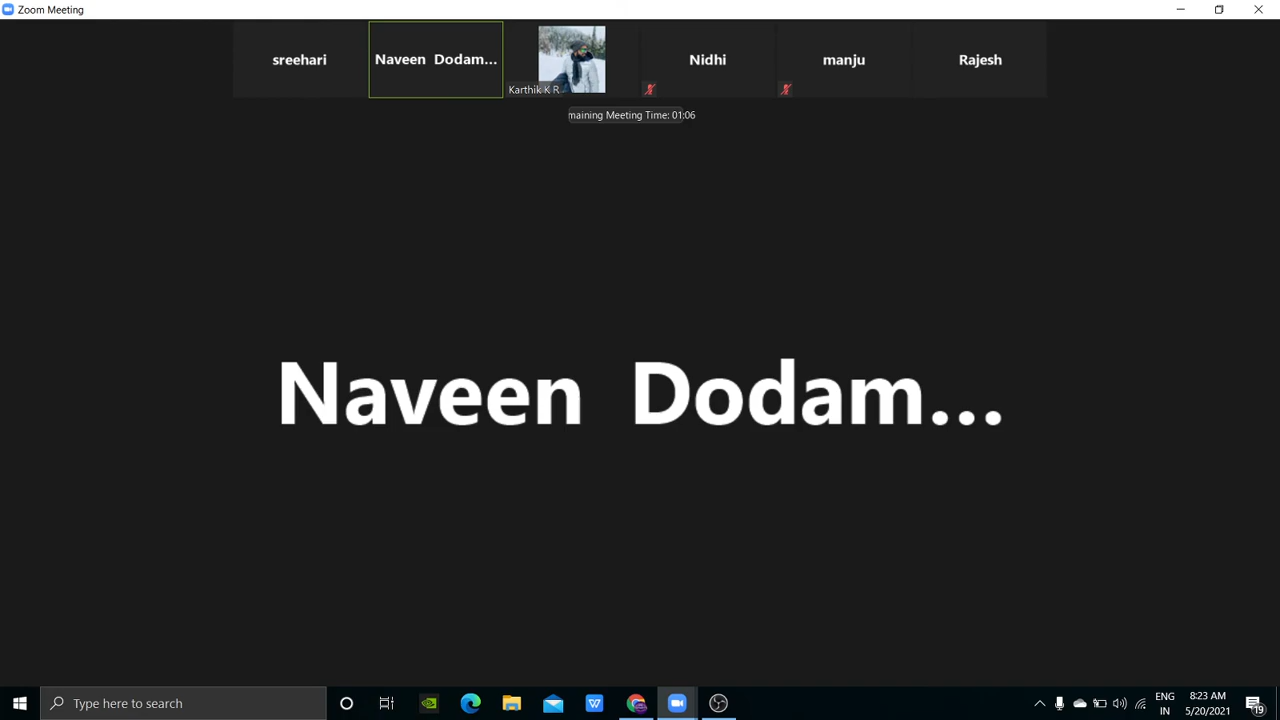 Zoom Meeting
sreehari
Naveen Dodam...
Karthik K R
Nidhi
manju
Rajesh
maining Meeting Time: 01:06
Naveen Dodam...
Type here to search
W
ENG
IN
8:23 AM
5/20/2021
19